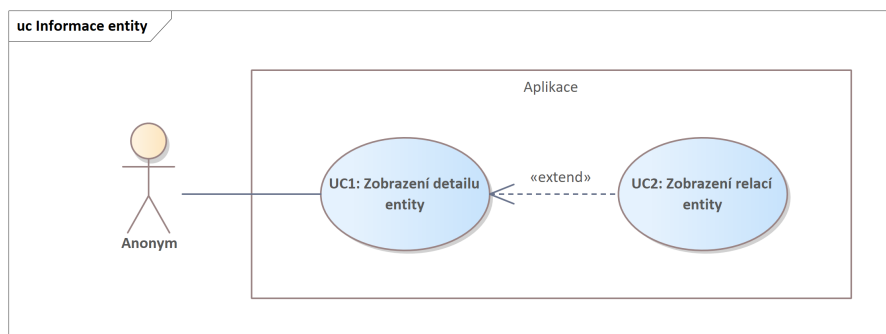 uc Informace entity
Aplikace
Anonym
UC1: Zobrazení detailu
entity
«extend»
UC2: Zobrazení relací
entity